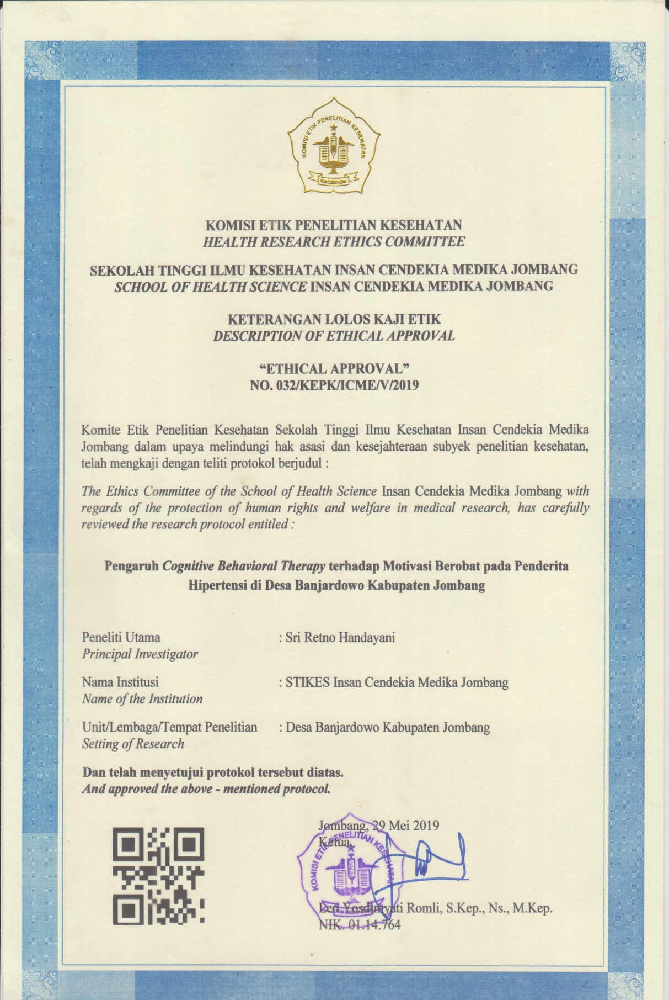 KOMISI ETIK PENELITIAN KESEHATAN
KOMISI ETIK PENELITIAN KESEHATAN
HEALTH RESEARCH ETHICS COMMITTEE
SEKOLAH TINGGI ILMU KESEHATAN INSAN CENDEKIA MEDIKA JOMBANG
SCHOOL OF HEALTH SCIENCE INSAN CENDEKIA MEDIKA JOMBANG
KETERANGAN LOLOS KAJI ETIK
DESCRIPTION OF ETHICAL APPROVAL
“ETHICAL APPROVAL”
NO. 032/KEPK/ICME/V/2019
Komite Etik Penelitian Kesehatan Sekolah Tinggi Ilmu Kesehatan Insan Cendekia Medika
Jombang dalam upaya melindungi hak asasi dan kesejahteraan subyek penelitian kesehatan,
telah mengkaji dengan teliti protokol berjudul :
The Ethics Committee of the School of Health Science Insan Cendekia Medika Jombang with
regards of the protection of human rights and welfare in medical research, has carefully
reviewed the research protocol entitled :
Pengaruh Cognitive Behavioral Therapy terhadap Motivasi Berobat pada Penderita
Hipertensi di Desa Banjardowo Kabupaten Jombang
Peneliti Utama : Sri Retno Handayani
Principal Investigator
Nama Institusi : STIKES Insan Cendekia Medika Jombang
Name of the Institution
Unit/Lembaga/Tempat Penelitian : Desa Banjardowo Kabupaten Jombang
Setting of Research
Dan telah menyetujui protokol tersebut diatas.
And approved the above - mentioned protocol.
Jombang, 29 Mei 2019
Ketua,
KOMISI ETIK PENELITIAN KESEHATAN
Leo Yosdimyati Romli, S.Kep., Ns., M.Kep.
NIK. 01.14.764